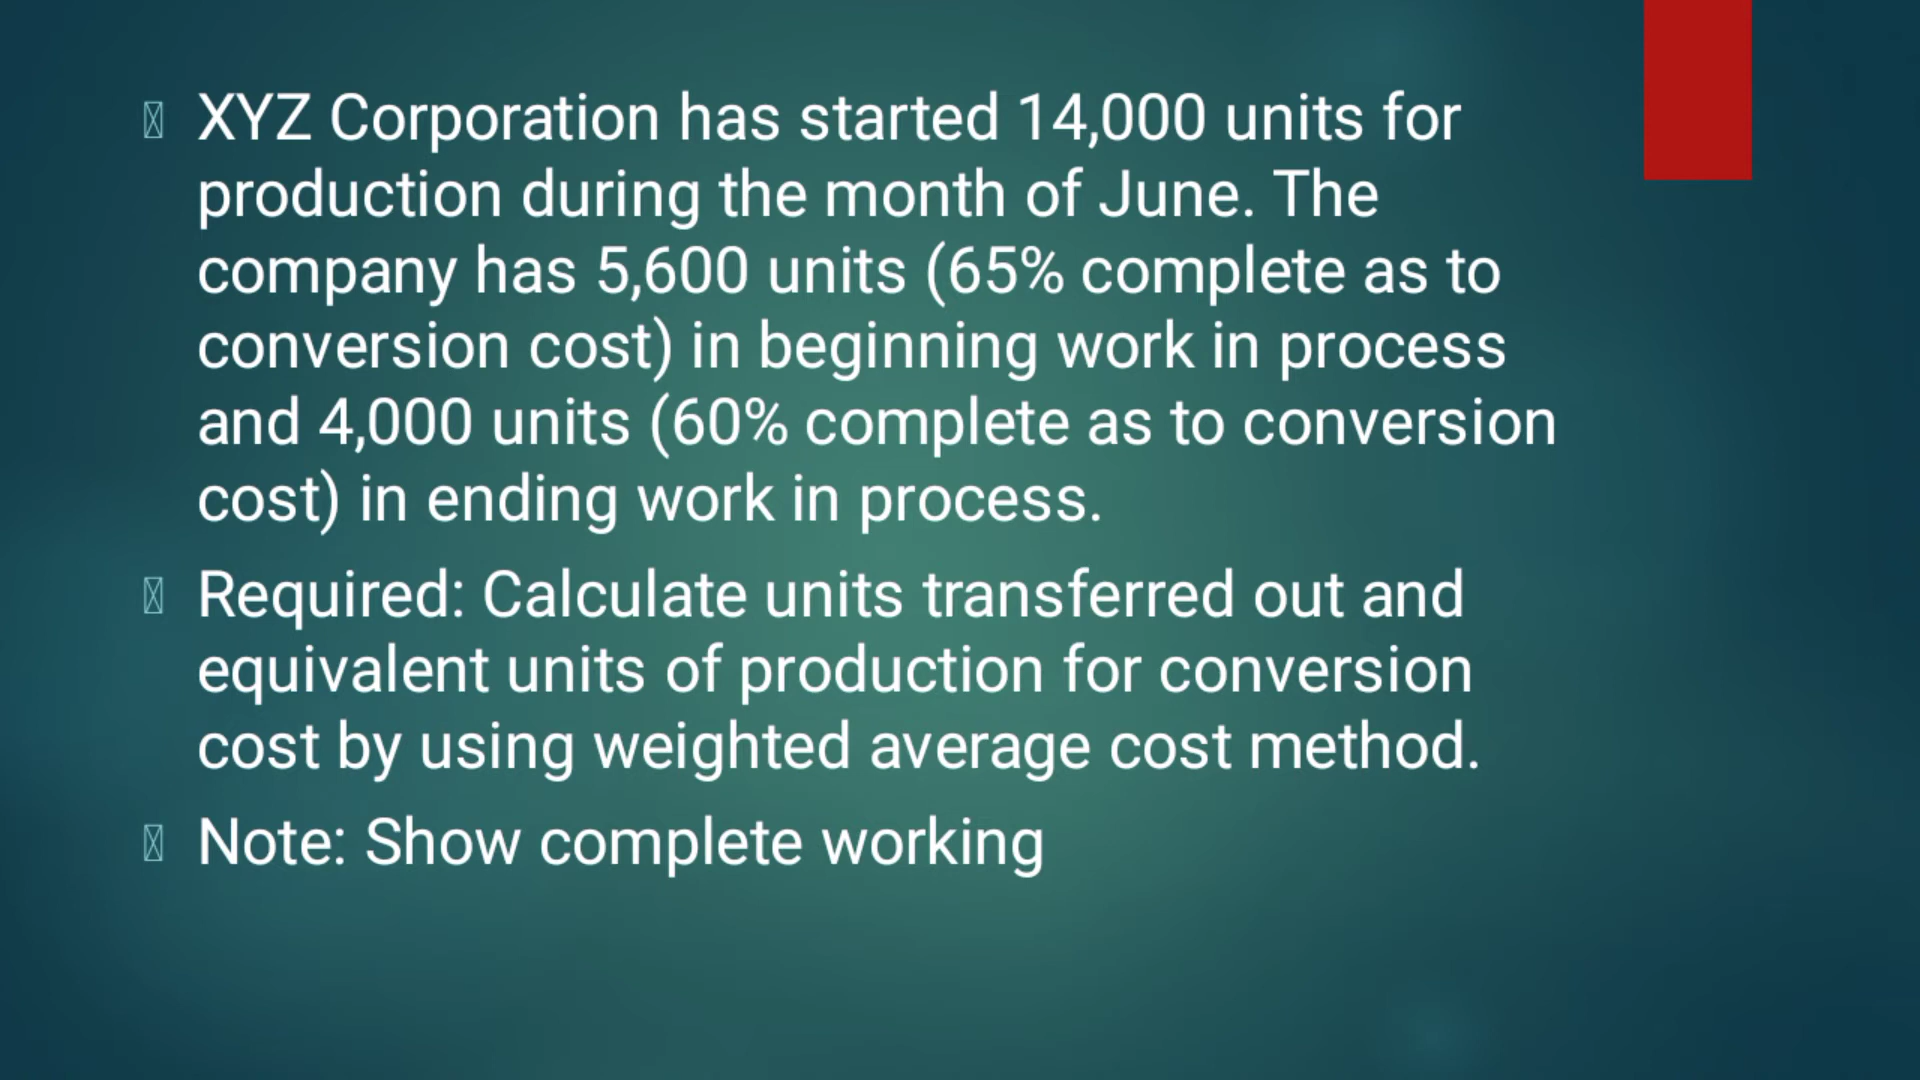 XYZ Corporation has started 14,000 units for
production during the month of June. The
company has 5,600 units (65% complete as to
conversion cost) in beginning work in process
and 4,000 units (60% complete as to conversion
cost) in ending work in process.
Required: Calculate units transferred out and
equivalent units of production for conversion
cost by using weighted average cost method.
Note: Show complete working